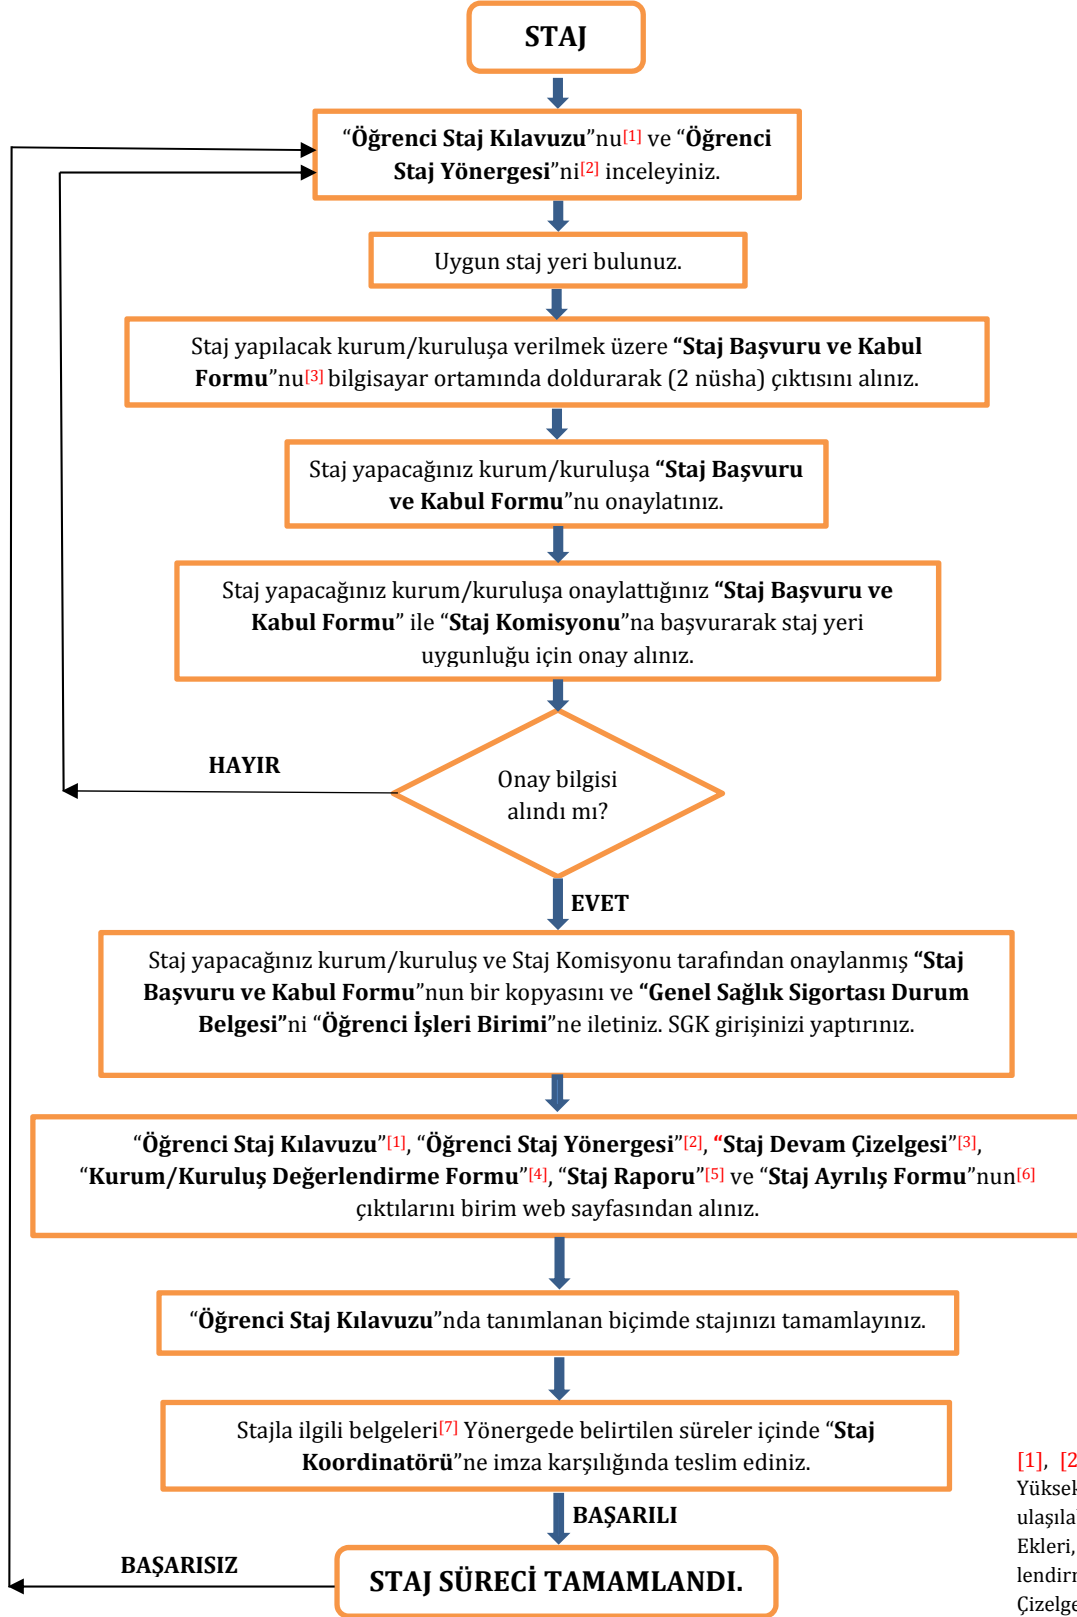 STAJ
“Öğrenci Staj Kılavuzu”nu[1] ve “Öğrenci
Staj Yönergesi”ni[2] inceleyiniz.
Uygun staj yeri bulunuz.
Staj yapılacak kurum/kuruluşa verilmek üzere “Staj Başvuru ve Kabul
Formu”nu[3] bilgisayar ortamında doldurarak (2 nüsha) çıktısını alınız.
Staj yapacağınız kurum/kuruluşa “Staj Başvuru
ve Kabul Formu”nu onaylatınız.
Staj yapacağınız kurum/kuruluşa onaylattığınız “Staj Başvuru ve
Kabul Formu” ile “Staj Komisyonu”na başvurarak staj yeri
uygunluğu için onay alınız.
HAYIR
Onay bilgisi
alındı mı?
EVET
Staj yapacağınız kurum/kuruluş ve Staj Komisyonu tarafından onaylanmış “Staj
Başvuru ve Kabul Formu”nun bir kopyasını ve “Genel Sağlık Sigortası Durum
Belgesi”ni “Öğrenci İşleri Birimi”ne iletiniz. SGK girişinizi yaptırınız.
“Öğrenci Staj Kılavuzu”[1], “Öğrenci Staj Yönergesi”[2], “Staj Devam Çizelgesi”[3],
“Kurum/Kuruluş Değerlendirme Formu”[4], “Staj Raporu”[5] ve “Staj Ayrılış Formu”nun[6]
çıktılarını birim web sayfasından alınız.
“Öğrenci Staj Kılavuzu”nda tanımlanan biçimde stajınızı tamamlayınız.
Stajla ilgili belgeleri[7] Yönergede belirtilen süreler içinde “Staj
Koordinatörü”ne imza karşılığında teslim ediniz.
BAŞARILI
BAŞARISIZ
STAJ SÜRECİ TAMAMLANDI.
[1], [2
Yüksek
ulaşıla
Ekleri,
lendirn
Çizelge